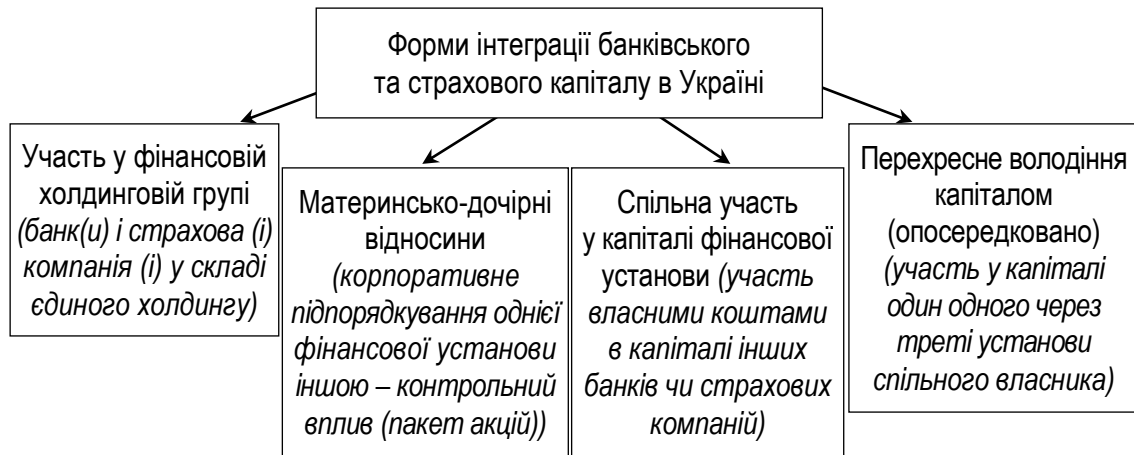 Форми інтеграції банківського
та страхового капіталу в Україні
Участь у фінансовій
холдинговій групі
(банк(и) і страхова (і)
компанія (і) у складі
єдиного холдингу)
Материнсько-дочірні
відносини
(корпоративне
підпорядкування однієї
фінансової установи
іншою – контрольний
вплив (пакет акцій))
Спільна участь
у капіталі фінансової
установи (участь
власними коштами
в капіталі інших
банків чи страхових
компаній)
Перехресне володіння
капіталом
(опосередковано)
(участь у капіталі
один одного через
треті установи
спільного власника)